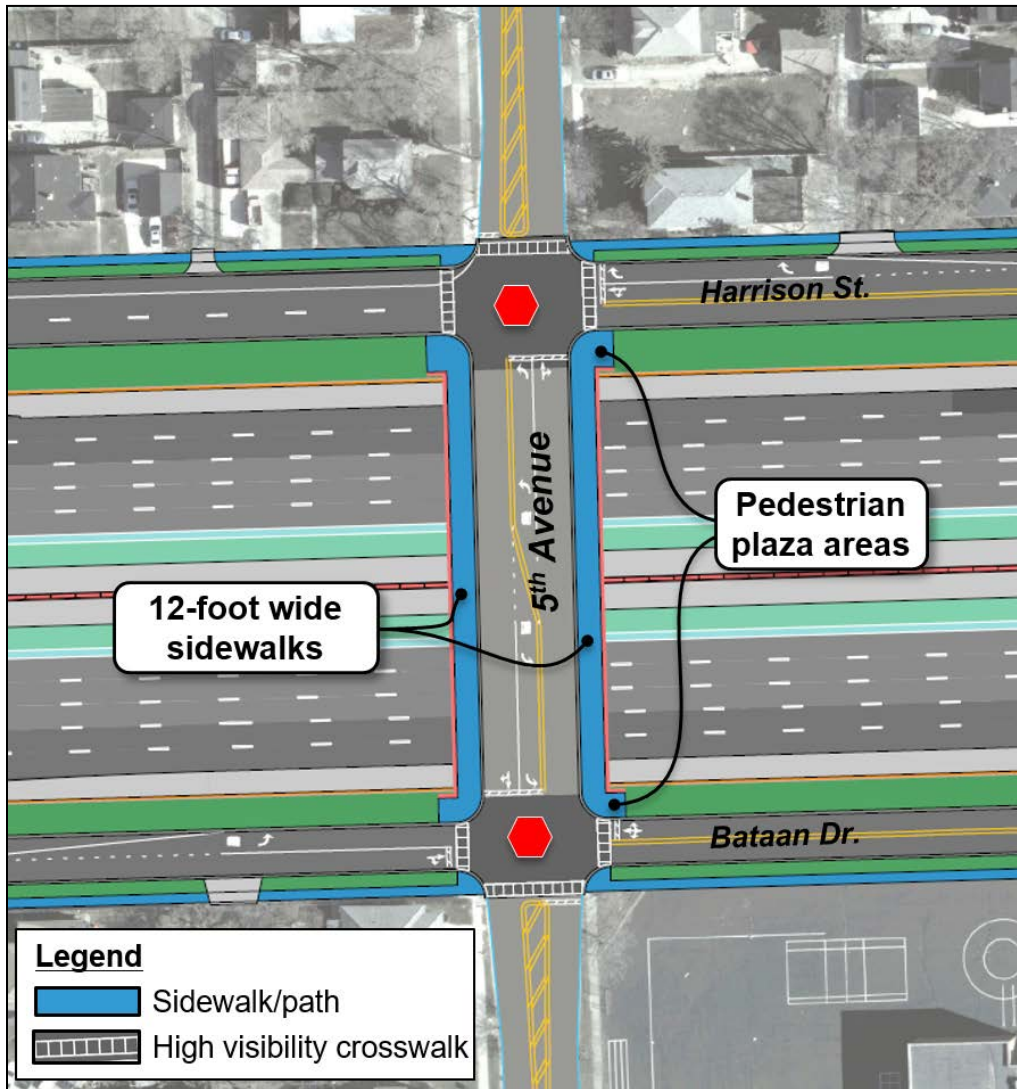 Harrison St.
5th Avenue
Pedestrian
plaza areas
12-foot wide
sidewalks
Bataan Dr.
Legend
Sidewalk/path
High visibility crosswalk